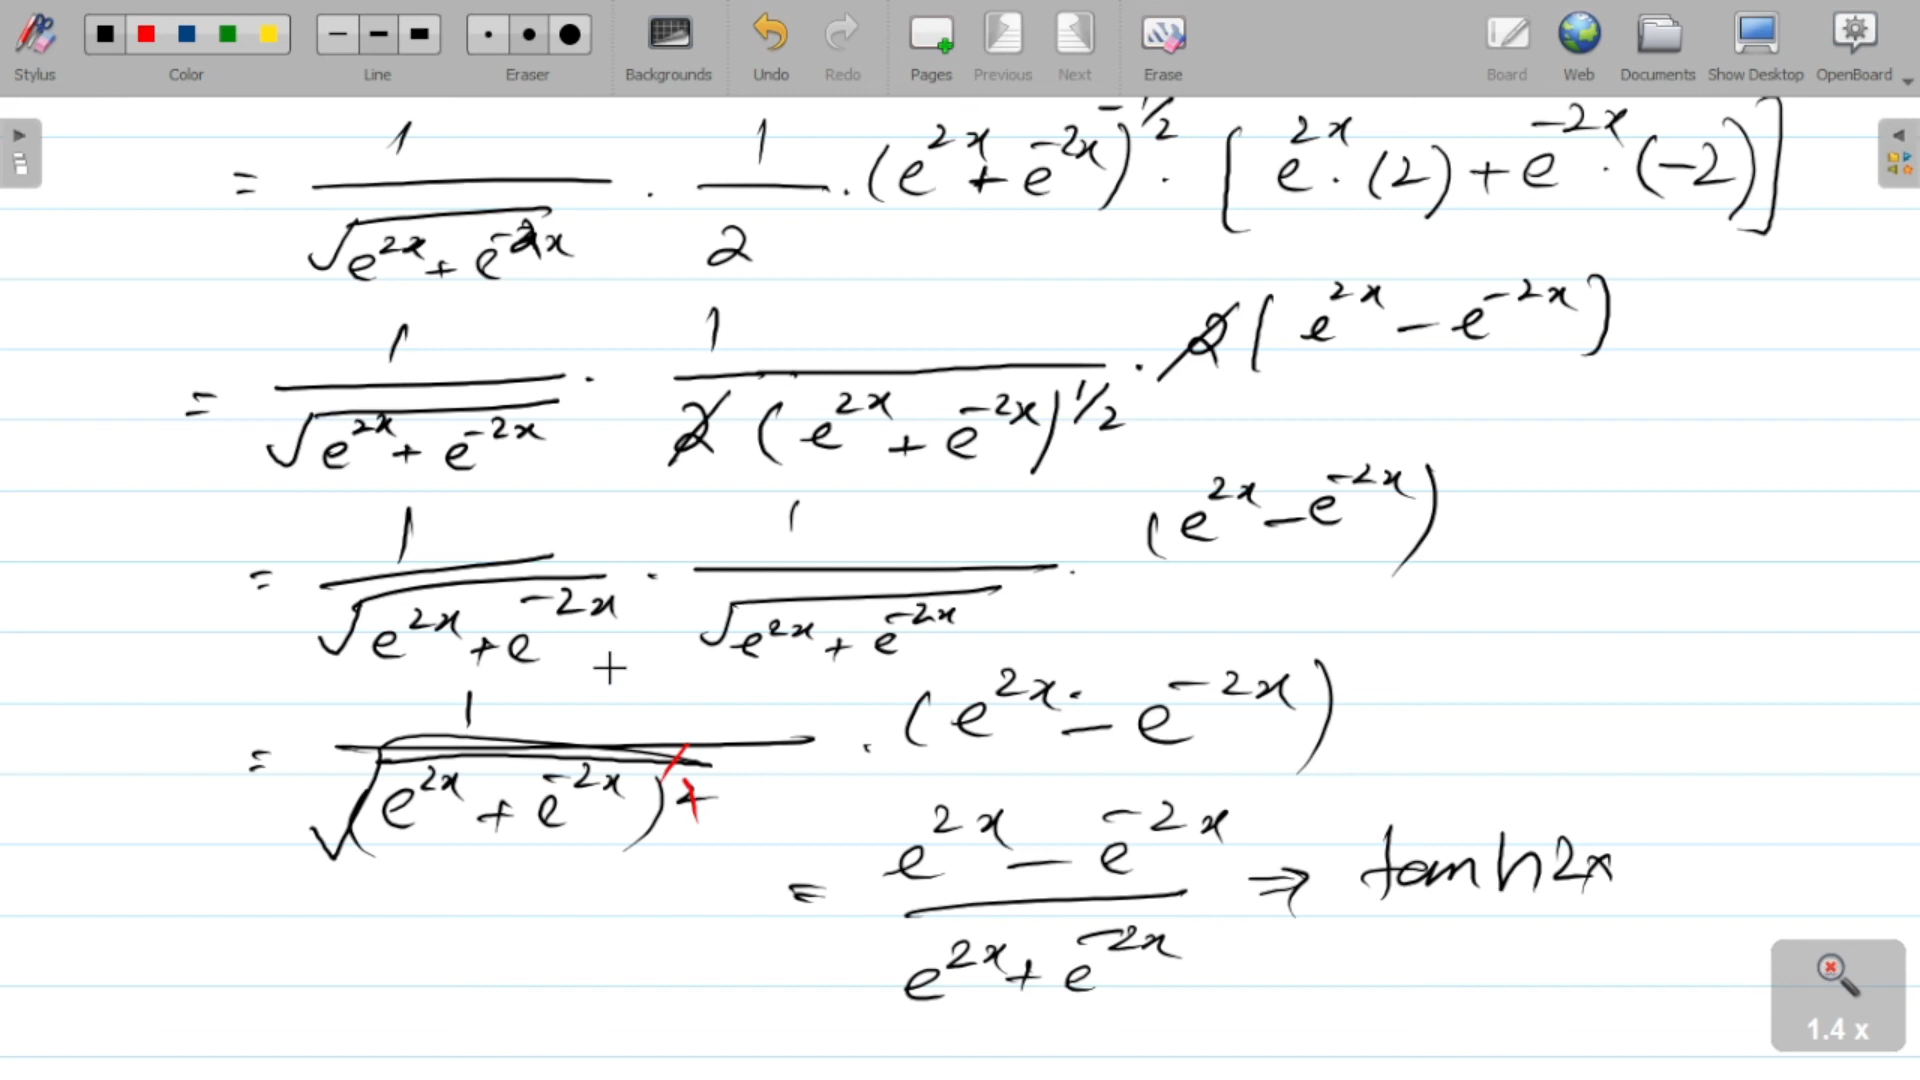 Stylus Color Line Eraser Backgrounds Undo Redo Pages Previous Next Erase Board Web Documents Show Desktop OpenBoard
= 1/√(e^{2x} + e^{-2x}) · 1/2 · (e^{2x} + e^{-2x})^{-1/2} · [e^{2x} · (2) + e^{-2x} · (-2)]
= 1/√(e^{2x} + e^{-2x}) · 1/(2(e^{2x} + e^{-2x})^{1/2}) · 2(e^{2x} - e^{-2x})
= 1/√(e^{2x} + e^{-2x}) · 1/√(e^{2x} + e^{-2x}) · (e^{2x} - e^{-2x})
= 1/√(e^{2x} + e^{-2x})^{2} · (e^{2x} - e^{-2x})
= (e^{2x} - e^{-2x})/(e^{2x} + e^{-2x}) ⇒ tanh2x
1.4 x